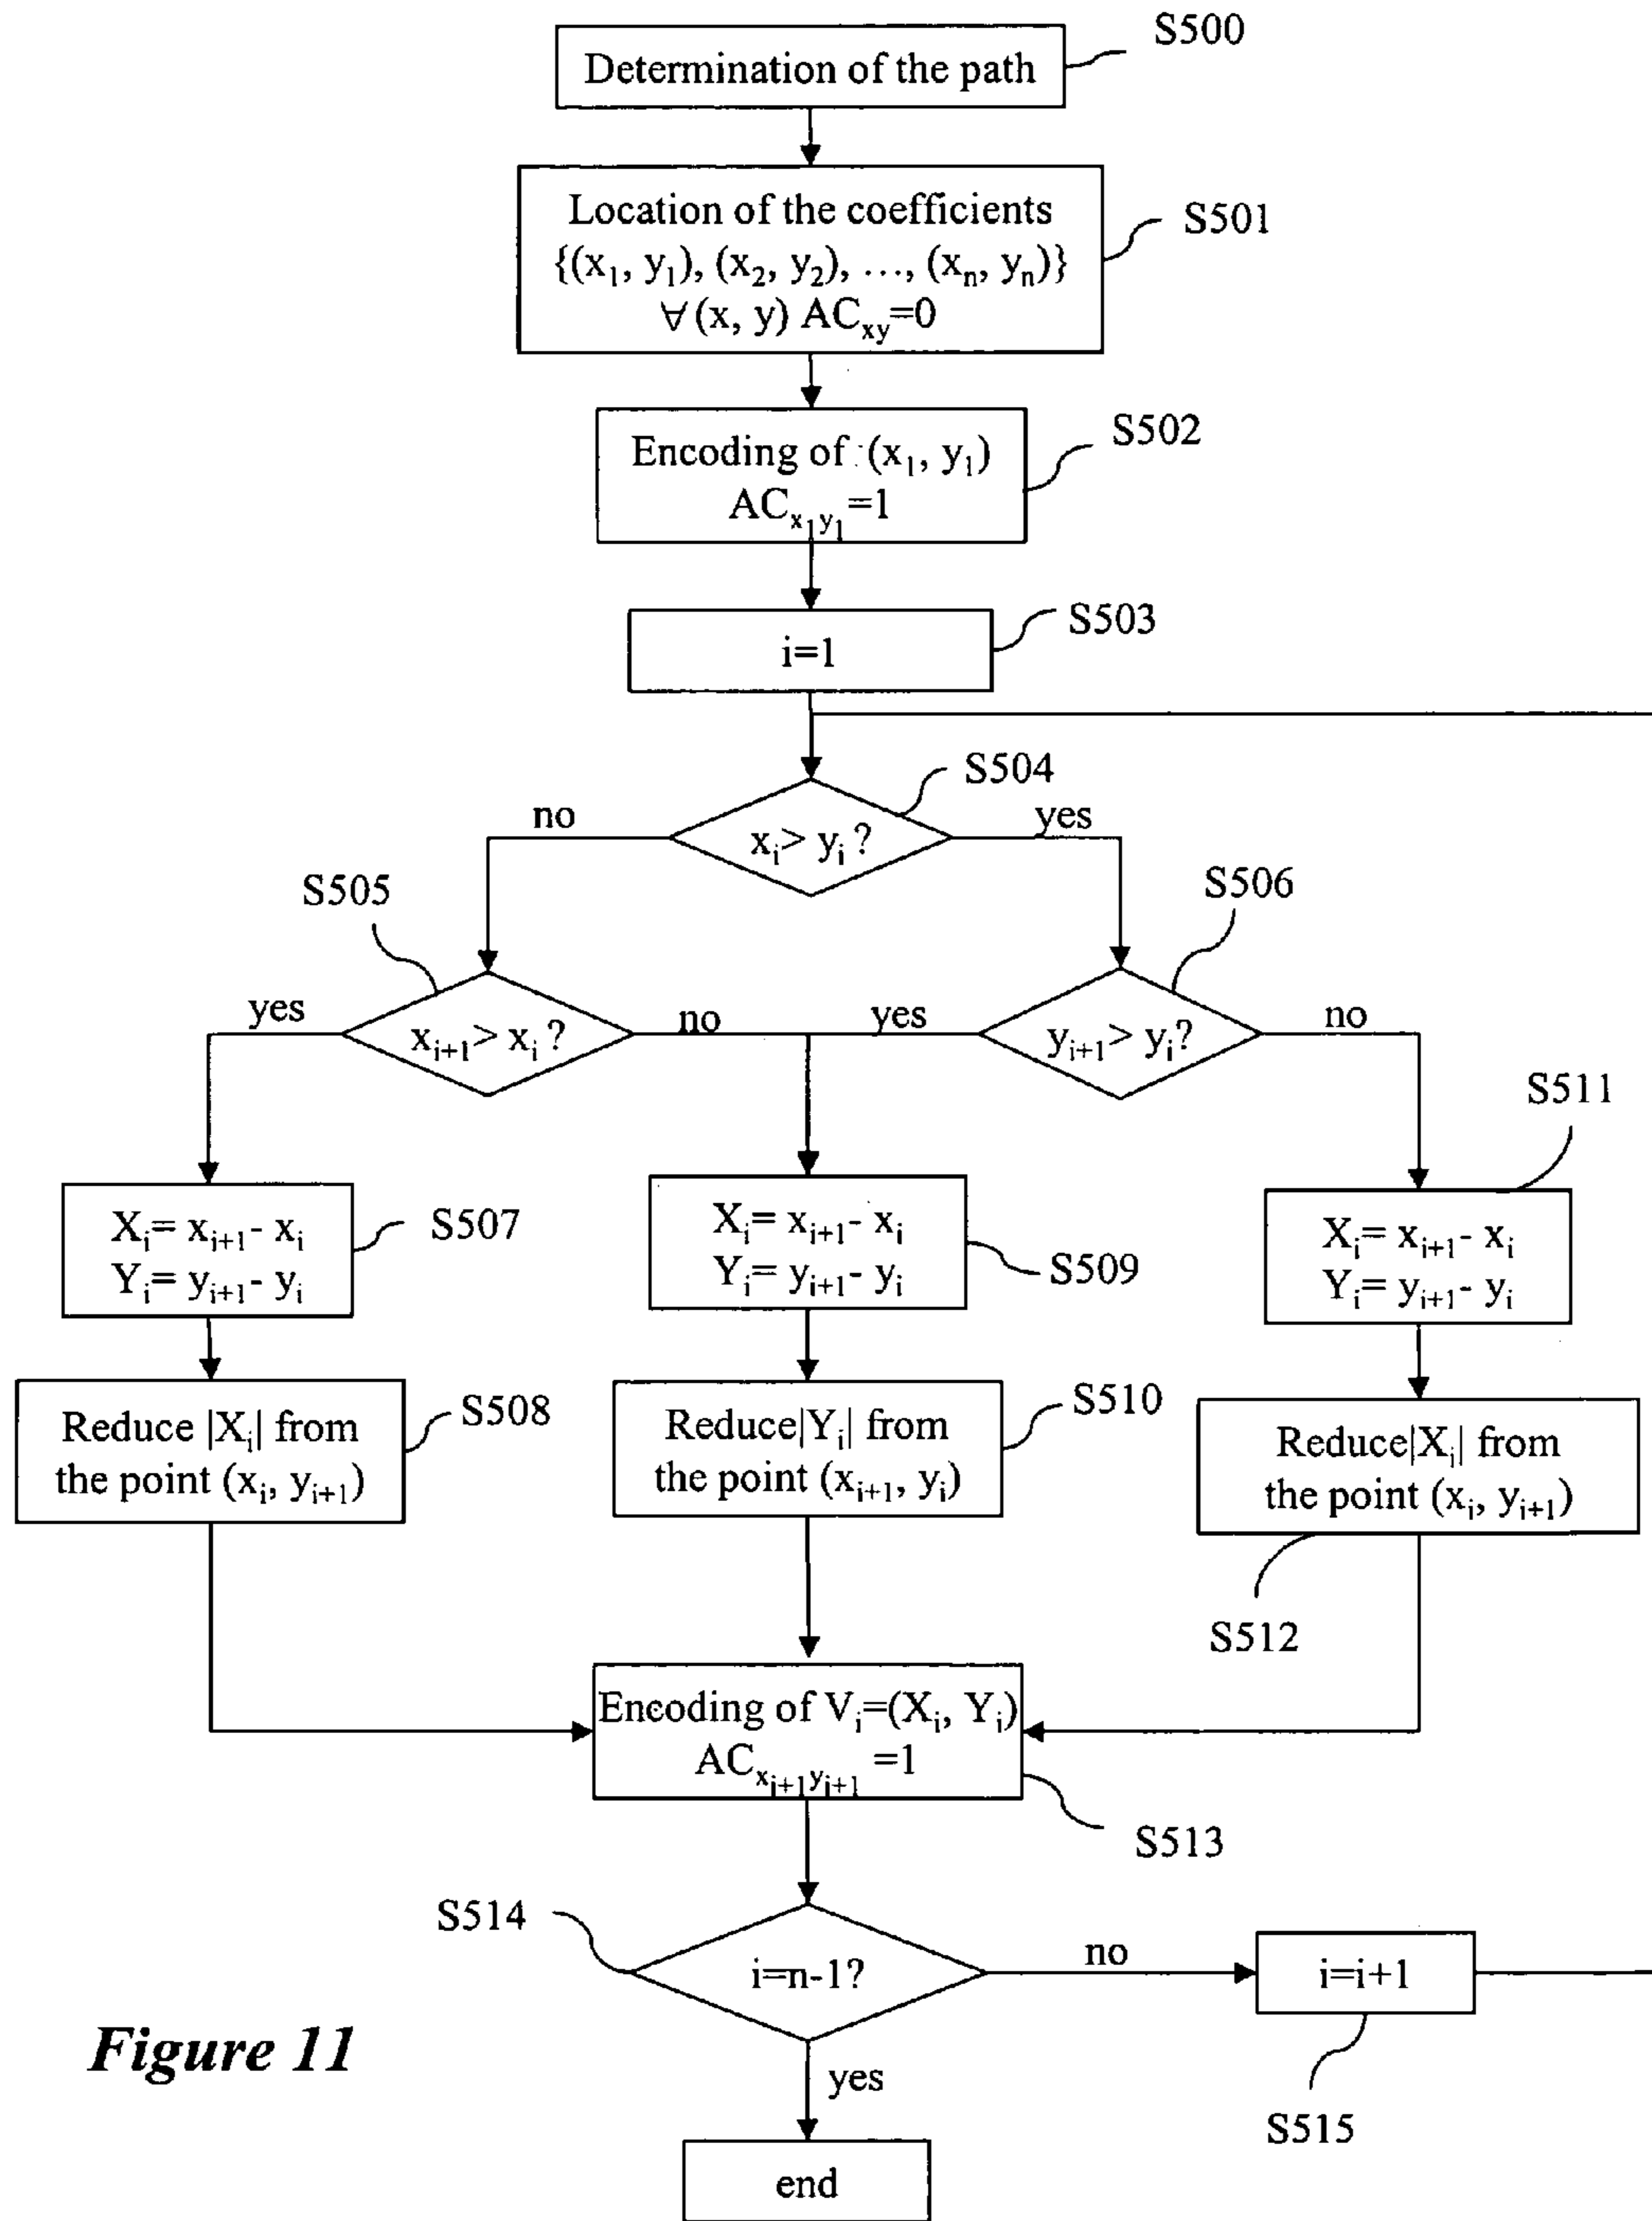 S500
Determination of the path
Location of the coefficients
{(x₁, y₁), (x₂, y₂), …, (xₙ, yₙ)}
∀(x, y) AC_xy=0
S501
Encoding of :(x₁, y₁)
AC_x₁y₁=1
S502
i=1
S503
S504
no
xᵢ> yᵢ ?
yes
S505
S506
yes
xᵢ₊₁> xᵢ ?
no
yes
yᵢ₊₁> yᵢ?
no
S511
Xᵢ= xᵢ₊₁- xᵢ
Yᵢ= yᵢ₊₁- yᵢ
S507
Xᵢ= xᵢ₊₁- xᵢ
Yᵢ= yᵢ₊₁- yᵢ
S509
Xᵢ= xᵢ₊₁- xᵢ
Yᵢ= yᵢ₊₁- yᵢ
Reduce |Xᵢ| from
the point (xᵢ, yᵢ₊₁)
S508
Reduce|Yᵢ| from
the point (xᵢ₊₁, yᵢ)
S510
Reduce|Xᵢ| from
the point (xᵢ, yᵢ₊₁)
S512
Encoding of Vᵢ=(Xᵢ, Yᵢ)
AC_xᵢ₊₁yᵢ₊₁ =1
S513
S514
i=n-1?
no
i=i+1
S515
yes
end
Figure 11